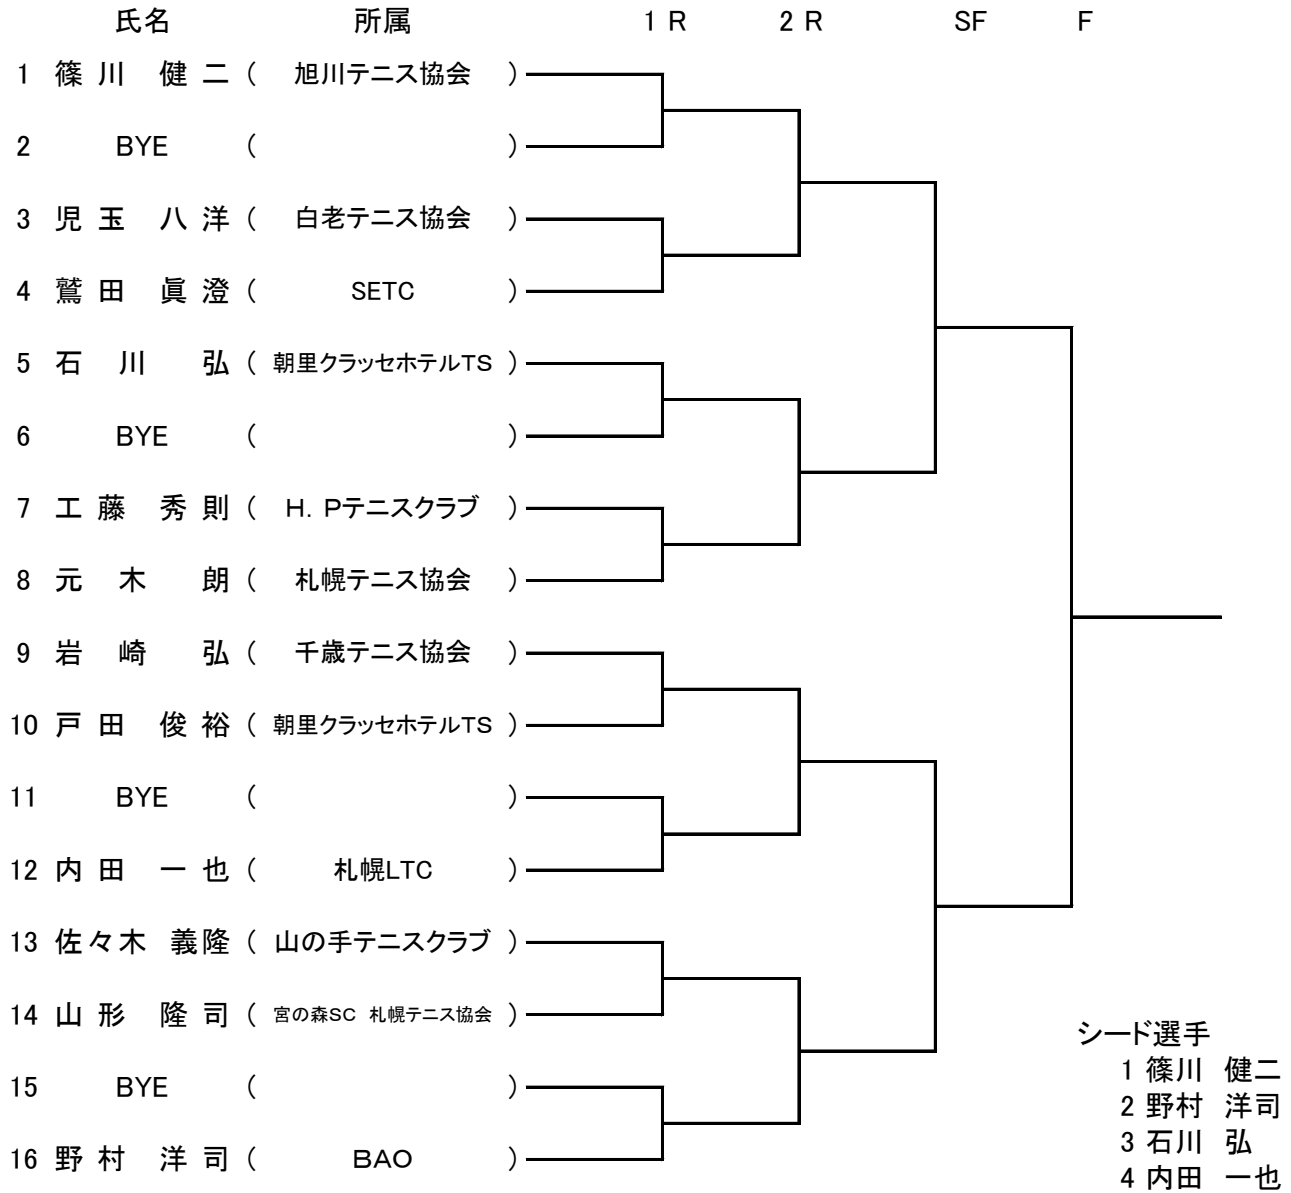 氏名 所属 1 R 2 R SF F
1 篠川 健二 ( 旭川テニス協会 )
2 BYE ( )
3 児玉 八洋 ( 白老テニス協会 )
4 鷲田 眞澄 ( SETC )
5 石川 弘 ( 朝里クラッセホテルTS )
6 BYE ( )
7 工藤 秀則 ( H．Pテニスクラブ )
8 元木 朗 ( 札幌テニス協会 )
9 岩崎 弘 ( 千歳テニス協会 )
10 戸田 俊裕 ( 朝里クラッセホテルTS )
11 BYE ( )
12 内田 一也 ( 札幌LTC )
13 佐々木 義隆 ( 山の手テニスクラブ )
14 山形 隆司 ( 宮の森SC 札幌テニス協会 )
15 BYE ( )
16 野村 洋司 ( BAO )
シード選手
1 篠川 健二
2 野村 洋司
3 石川 弘
4 内田 一也